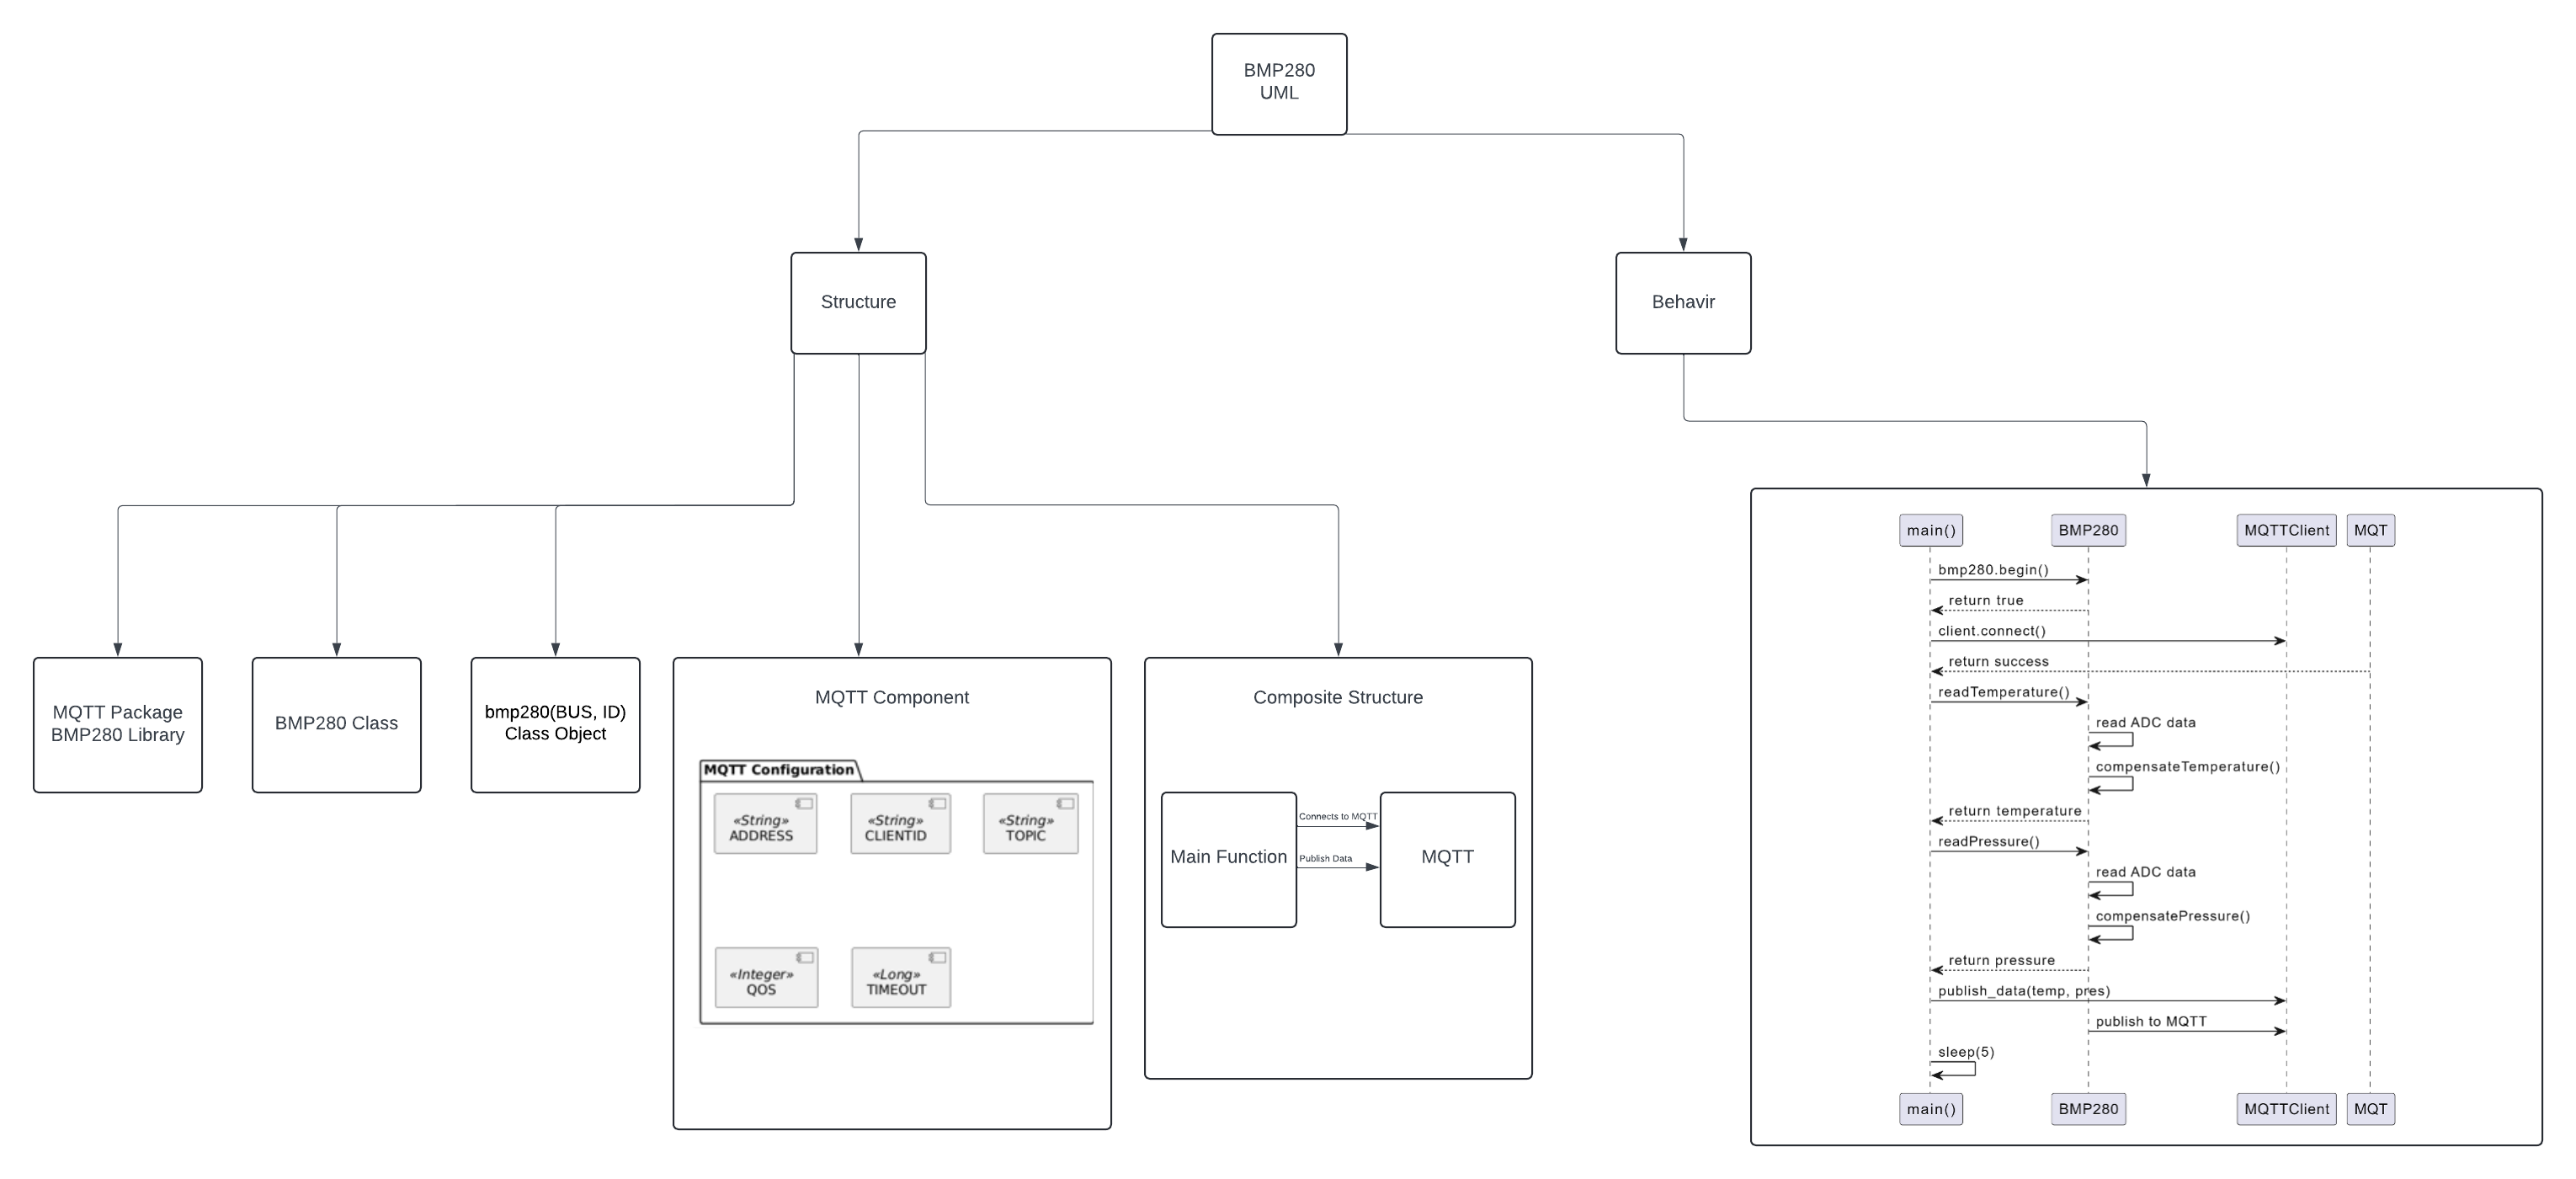 BMP280
UML
Structure
Behavir
MQTT Package
BMP280 Library
BMP280 Class
bmp280(BUS, ID)
Class Object
MQTT Component
MQTT Configuration
«String»
ADDRESS
«String»
CLIENTID
«String»
TOPIC
«Integer»
QOS
«Long»
TIMEOUT
Composite Structure
Main Function
Connects to MQTT
Publish Data
MQTT
main()
BMP280
MQTTClient
MQT
bmp280.begin()
return true
client.connect()
return success
readTemperature()
read ADC data
compensateTemperature()
return temperature
readPressure()
read ADC data
compensatePressure()
return pressure
publish_data(temp, pres)
publish to MQTT
sleep(5)
main()
BMP280
MQTTClient
MQT